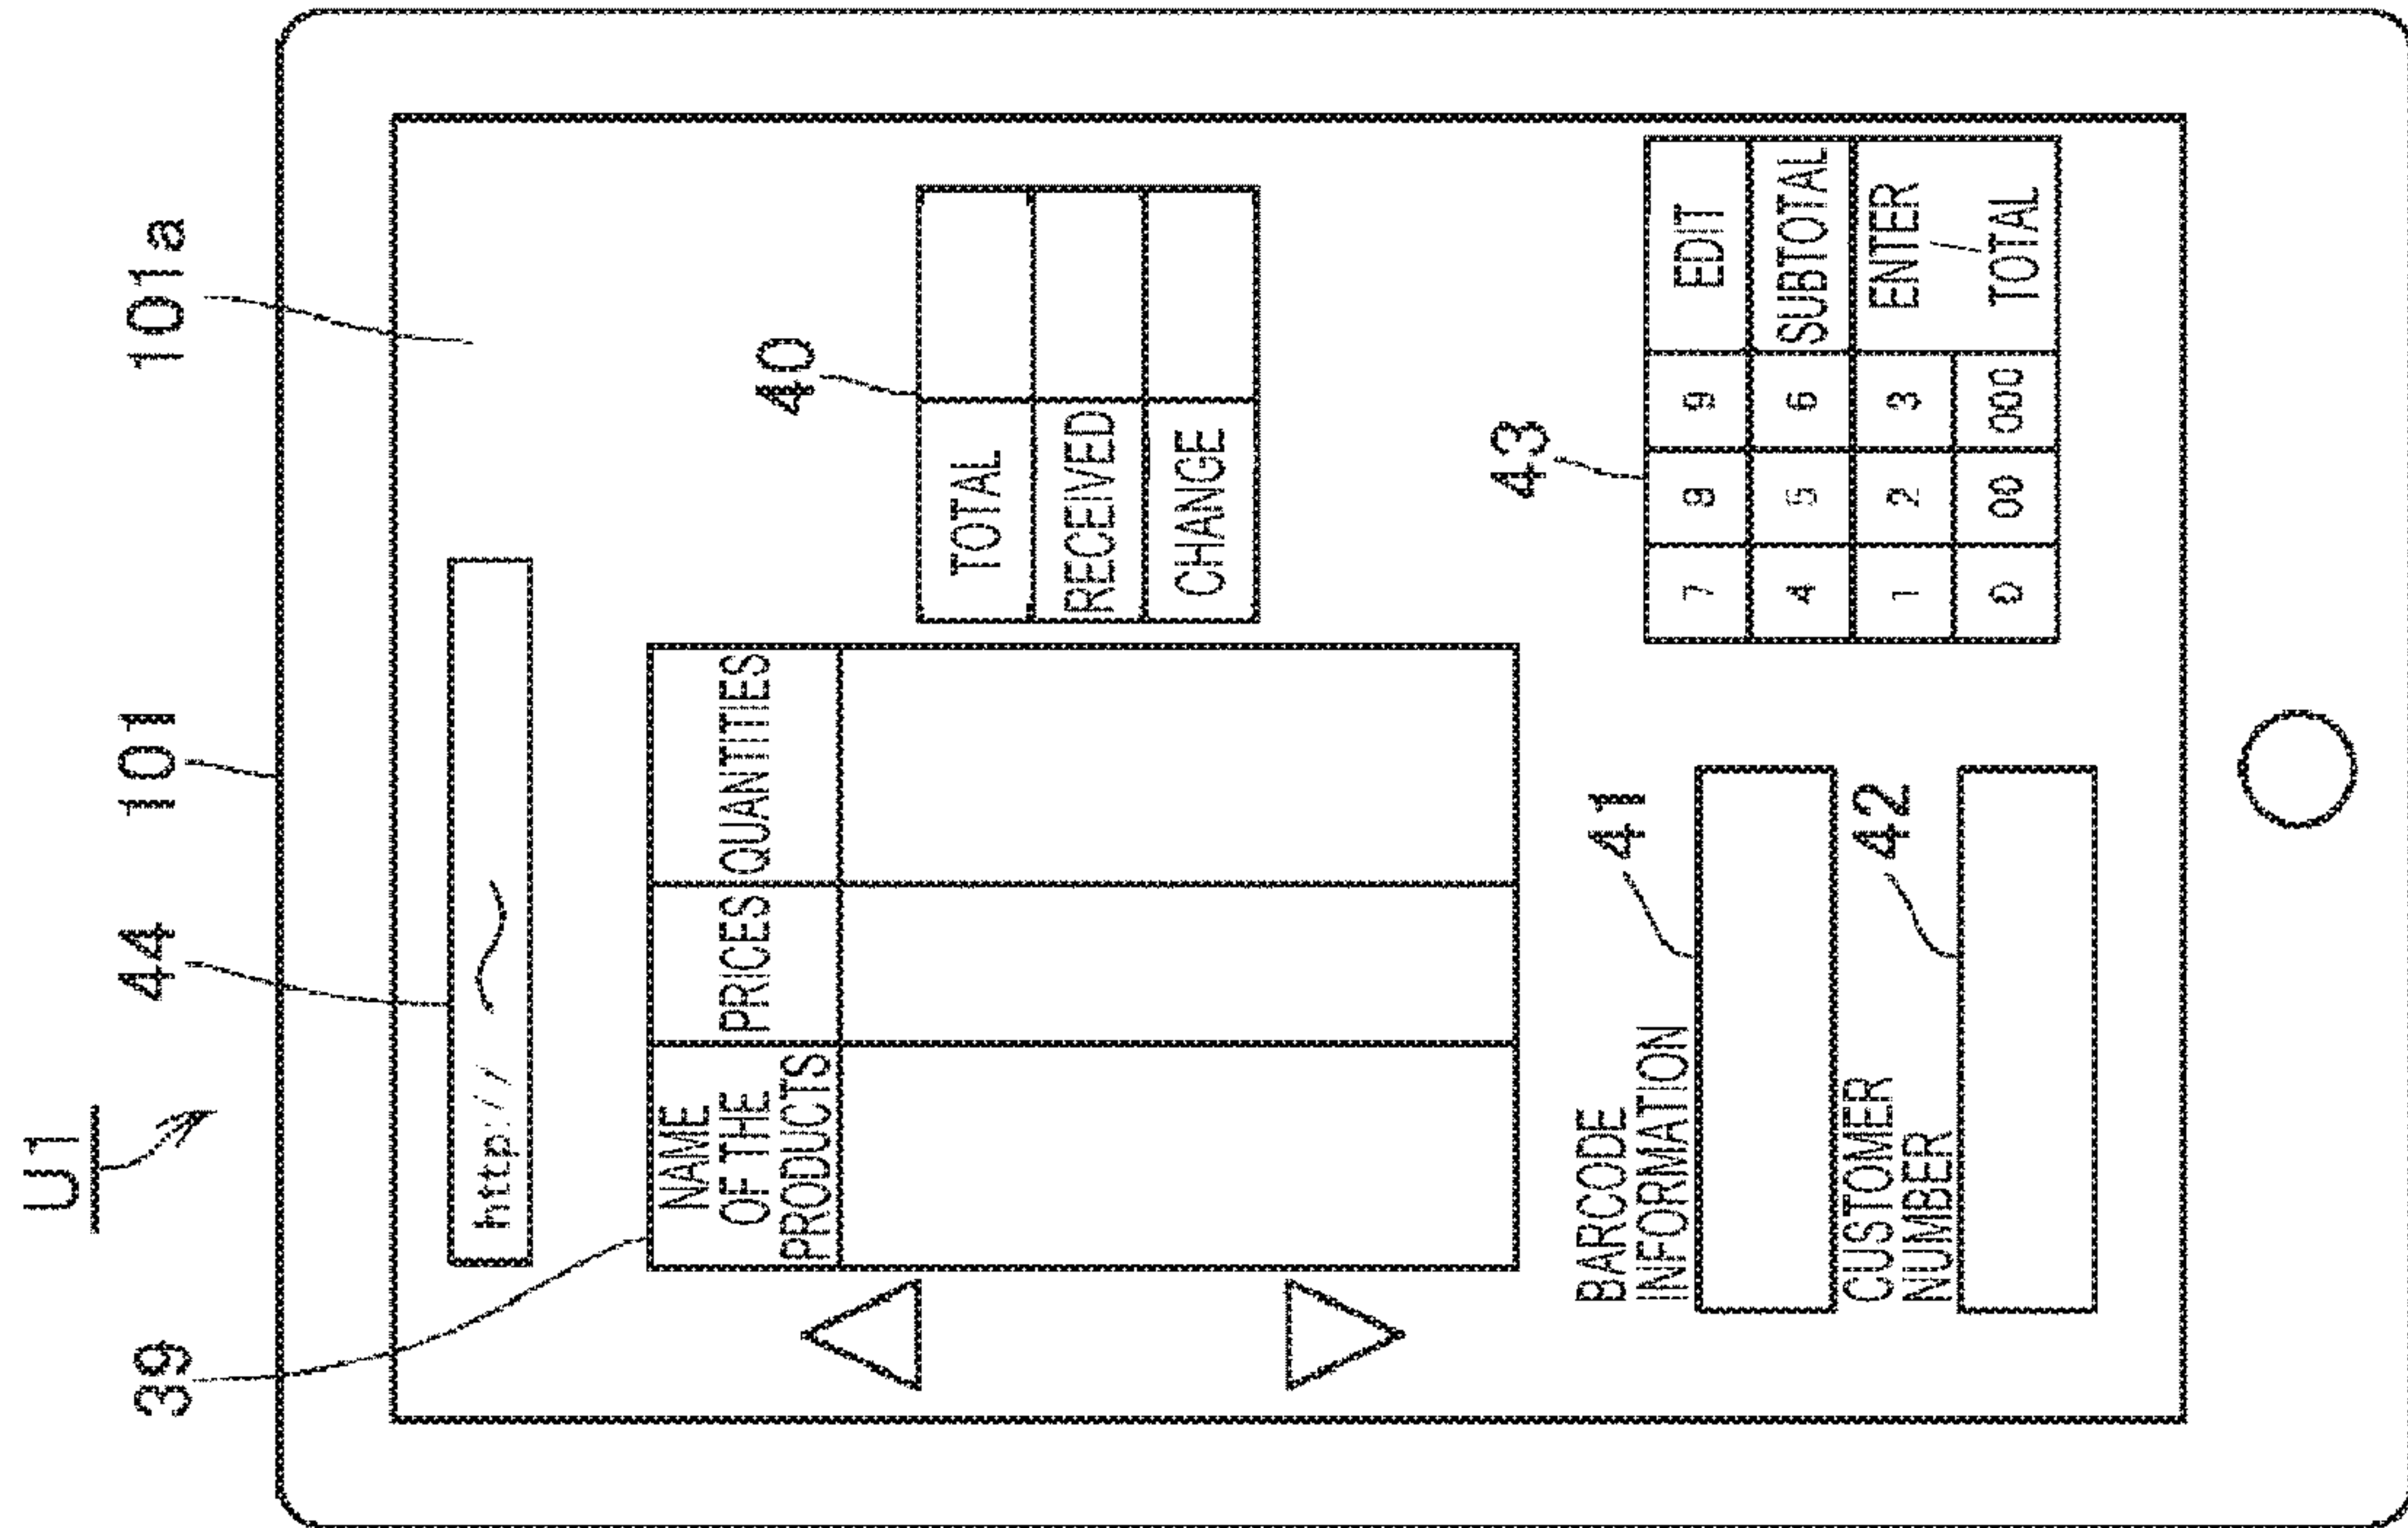 U1
44
101
101a
http://
39
NAME
OF THE
PRODUCTS
PRICES
QUANTITIES
40
TOTAL
RECEIVED
CHANGE
BARCODE
INFORMATION
41
CUSTOMER
NUMBER
42
43
7 8 9 EDIT
4 5 6 SUBTOTAL
1 2 3 ENTER
0 00 000 TOTAL